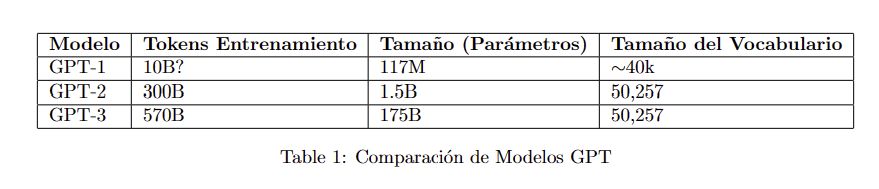 Modelo Tokens Entrenamiento Tamaño (Parámetros) Tamaño del Vocabulario
GPT-1 10B? 117M ~40k
GPT-2 300B 1.5B 50,257
GPT-3 570B 175B 50,257
Table 1: Comparación de Modelos GPT